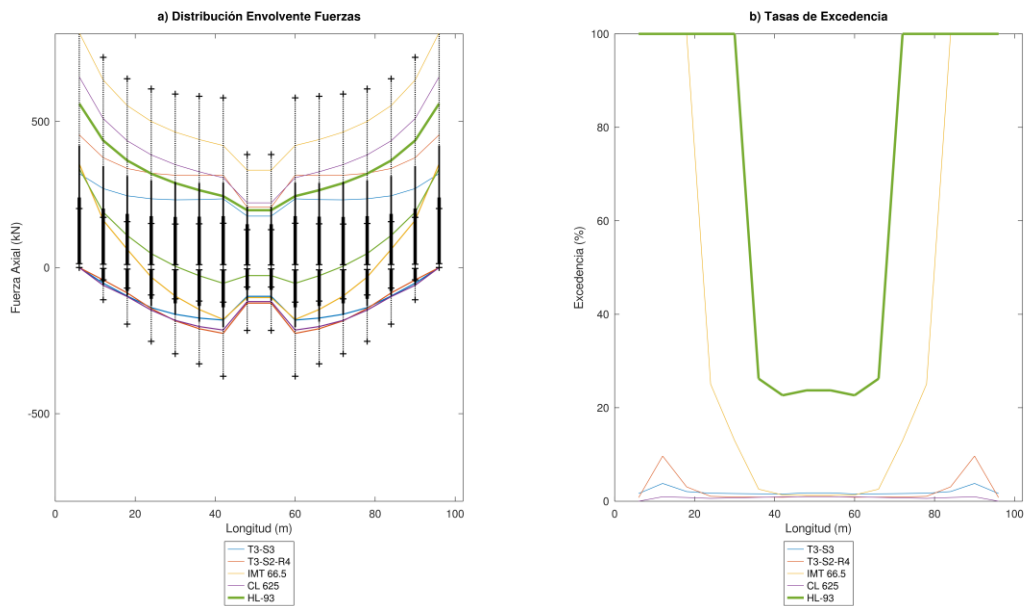 a) Distribución Envolvente Fuerzas
Fuerza Axial (kN)
500
0
-500
0
20
40
60
80
100
Longitud (m)
T3-S3
T3-S2-R4
IMT 66.5
CL 625
HL-93
b) Tasas de Excedencia
Excedencia (%)
100
80
60
40
20
0
0
20
40
60
80
100
Longitud (m)
T3-S3
T3-S2-R4
IMT 66.5
CL 625
HL-93